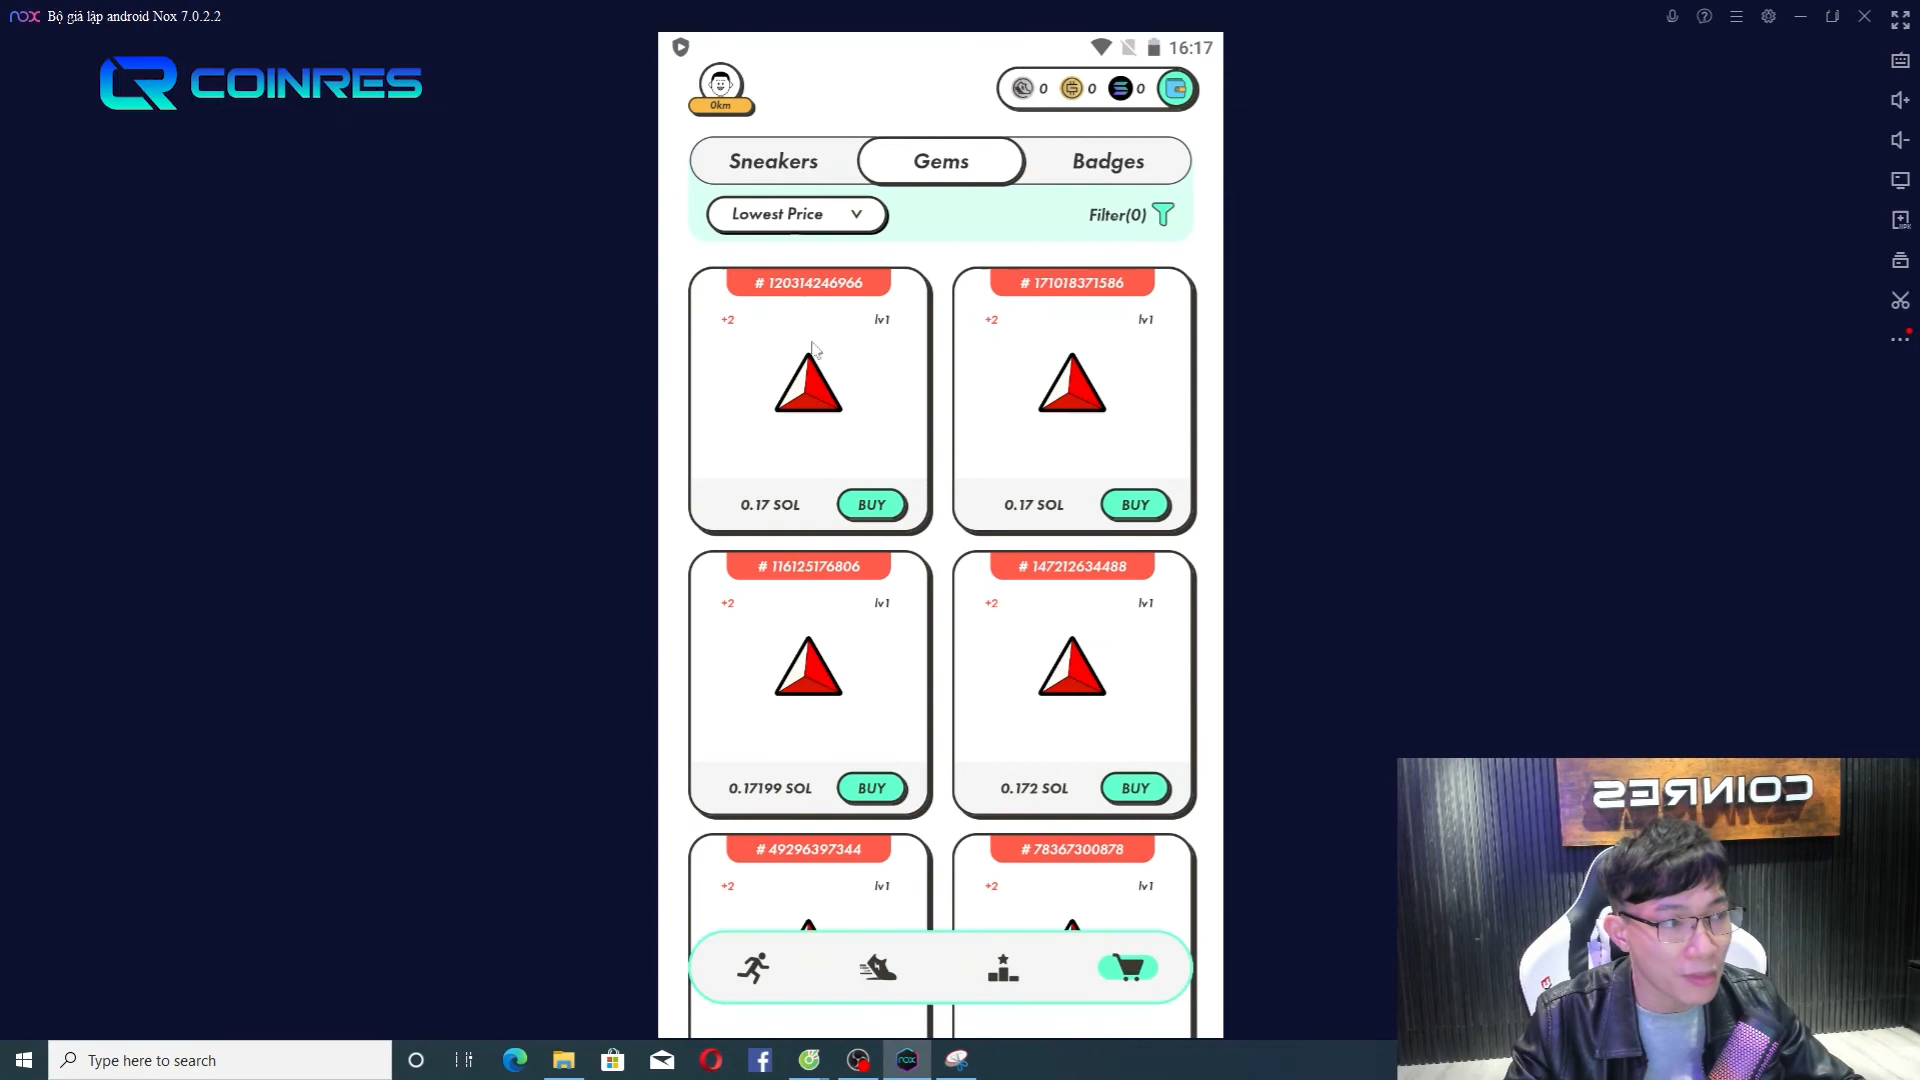 nox Bộ giả lập android Nox 7.0.2.2
COINRES
16:17
0km
0 0 0
Sneakers Gems Badges
Lowest Price Filter(0)
# 120314246966 # 171018371586
+2 lv1 +2 lv1
0.17 SOL BUY 0.17 SOL BUY
# 116125176806 # 147212634488
+2 lv1 +2 lv1
0.17199 SOL BUY 0.172 SOL BUY
# 49296397344 # 78367300878
+2 lv1 +2 lv1
COINRES
Type here to search
nox